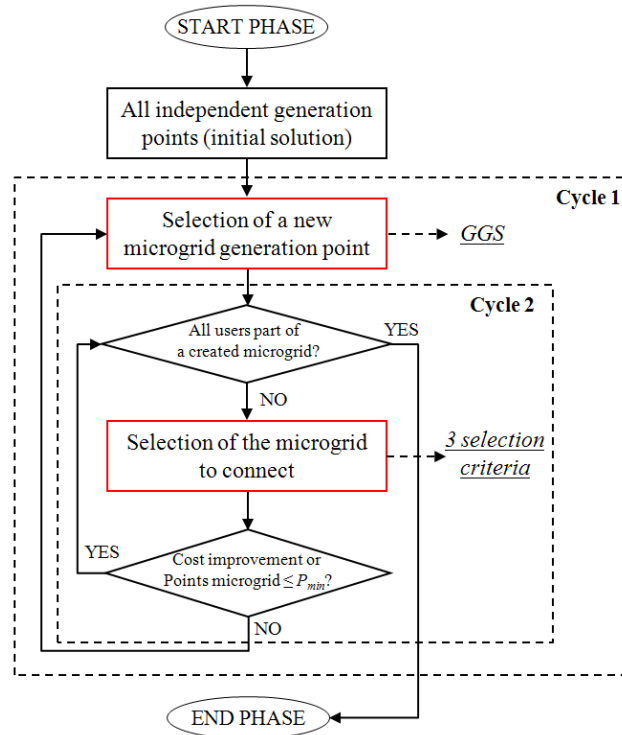 START PHASE
All independent generation
points (initial solution)
Cycle 1
Selection of a new
microgrid generation point
GGS
Cycle 2
All users part of
a created microgrid?
YES
NO
Selection of the microgrid
to connect
3 selection
criteria
YES
Cost improvement or
Points microgrid ≤ Pmin?
NO
END PHASE